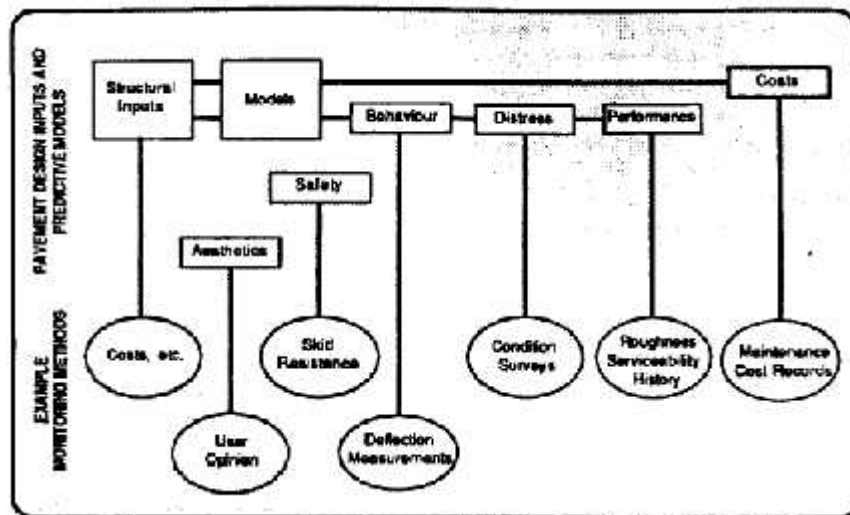 PAVEMENT DESIGN INPUTS AND
PREDICTIVE MODELS
Structural
Inputs
Models
Costs
Behaviour
Distress
Performance
Safety
Aesthetics
EXAMPLE
MONITORING METHODS
Costs, etc.
Skid
Resistance
Condition
Surveys
Roughness
Serviceability
History
Maintenance
Cost Records
User
Opinion
Deflection
Measurements